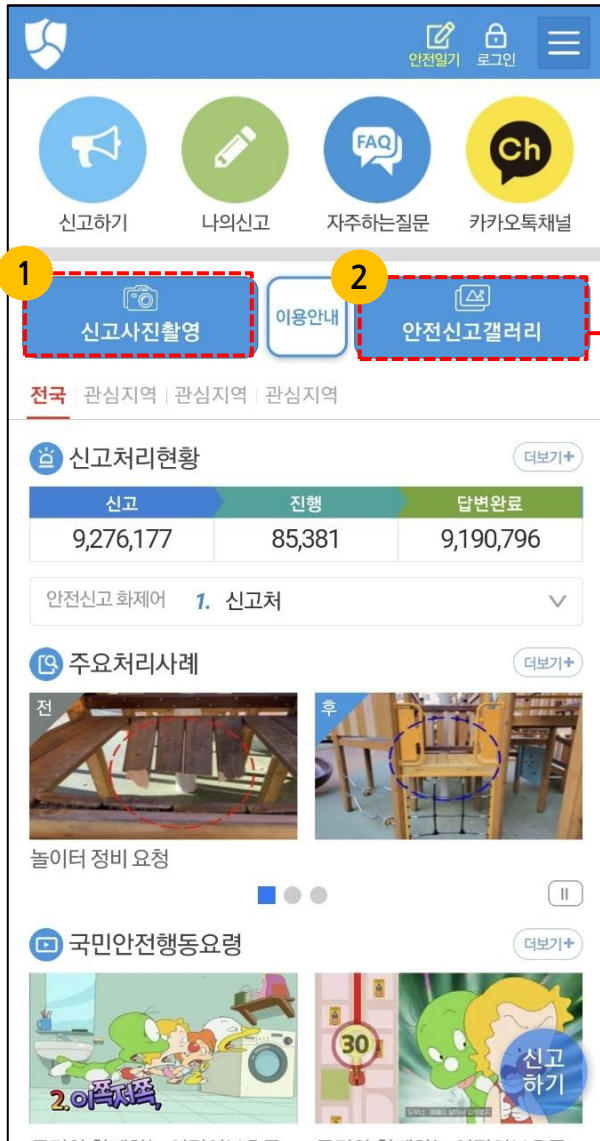 안전일기 로그인
FAQ
Ch
신고하기 나의신고 자주하는질문 카카오톡채널
1 2
신고사진촬영 이용안내 안전신고갤러리
전국 관심지역 관심지역 관심지역
신고처리현황 더보기+
신고 진행 답변완료
9,276,177 85,381 9,190,796
안전신고 화제어 1. 신고처
주요처리사례 더보기+
전 후
놀이터 정비 요청
국민안전행동요령 더보기+
30
2. 이쪽저쪽,
신고
하기